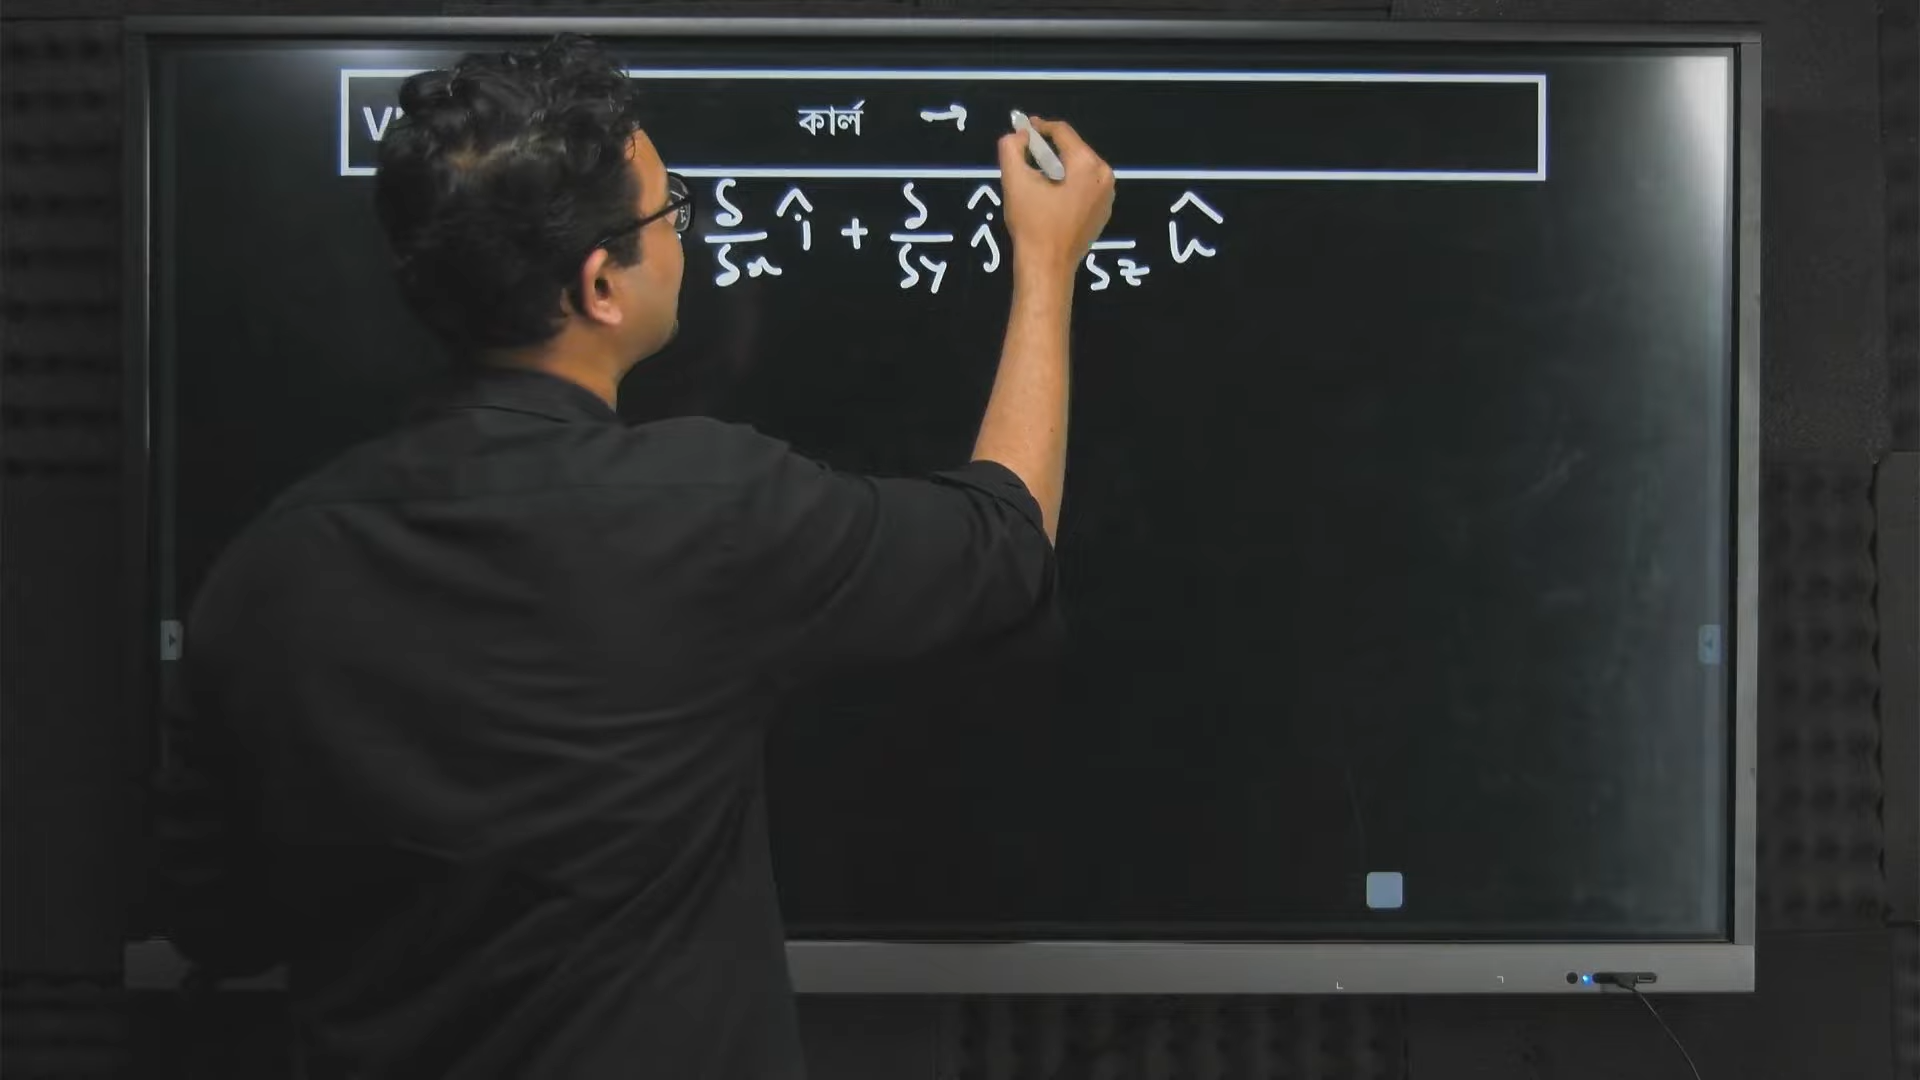 কার্ল →
δ/δx î + δ/δy ĵ δz k̂